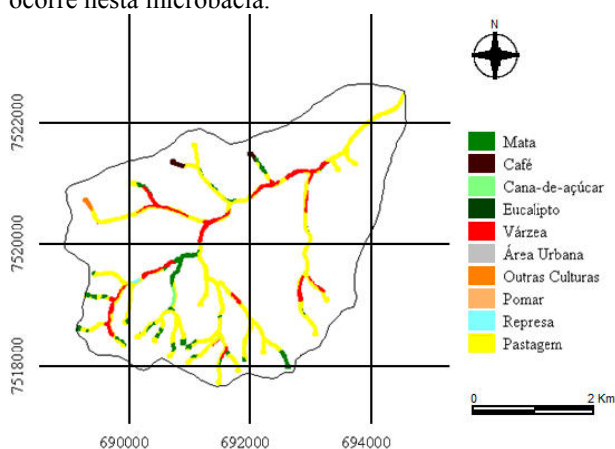 ocorre nesta microbacia.
N
7522000
7520000
7518000
690000 692000 694000
Mata
Café
Cana-de-açúcar
Eucalipto
Várzea
Área Urbana
Outras Culturas
Pomar
Represa
Pastagem
0 2 Km